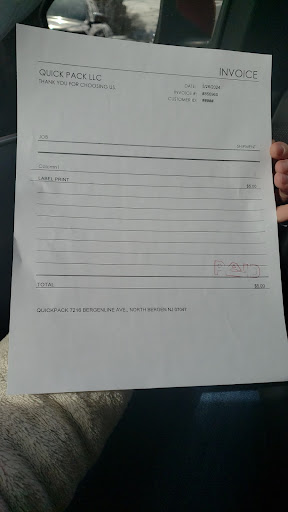 QUICK PACK LLC
INVOICE
THANK YOU FOR CHOOSING US
DATE:
INVOICE #:
CUSTOMER ID:
JOB
PAYMENT
Comment
LABEL PRINT
$5.00
PAID
TOTAL
$5.00
QUICKPACK 7210 BERGENLINE AVE., NORTH BERGEN NJ 07047